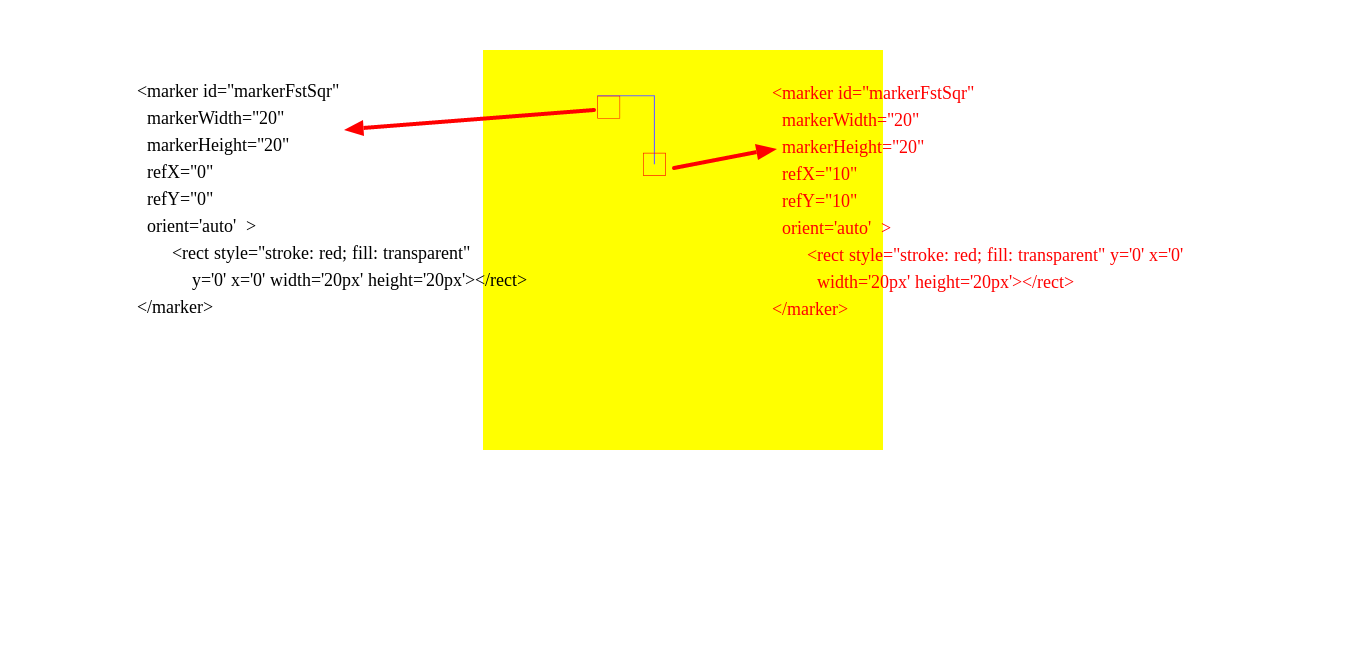 <marker id="markerFstSqr"
markerWidth="20"
markerHeight="20"
refX="0"
refY="0"
orient='auto'  >
<rect style="stroke: red; fill: transparent"
y='0' x='0' width='20px' height='20px'></rect>
</marker>
<marker id="markerFstSqr"
markerWidth="20"
markerHeight="20"
refX="10"
refY="10"
orient='auto'  >
<rect style="stroke: red; fill: transparent" y='0' x='0'
width='20px' height='20px'></rect>
</marker>